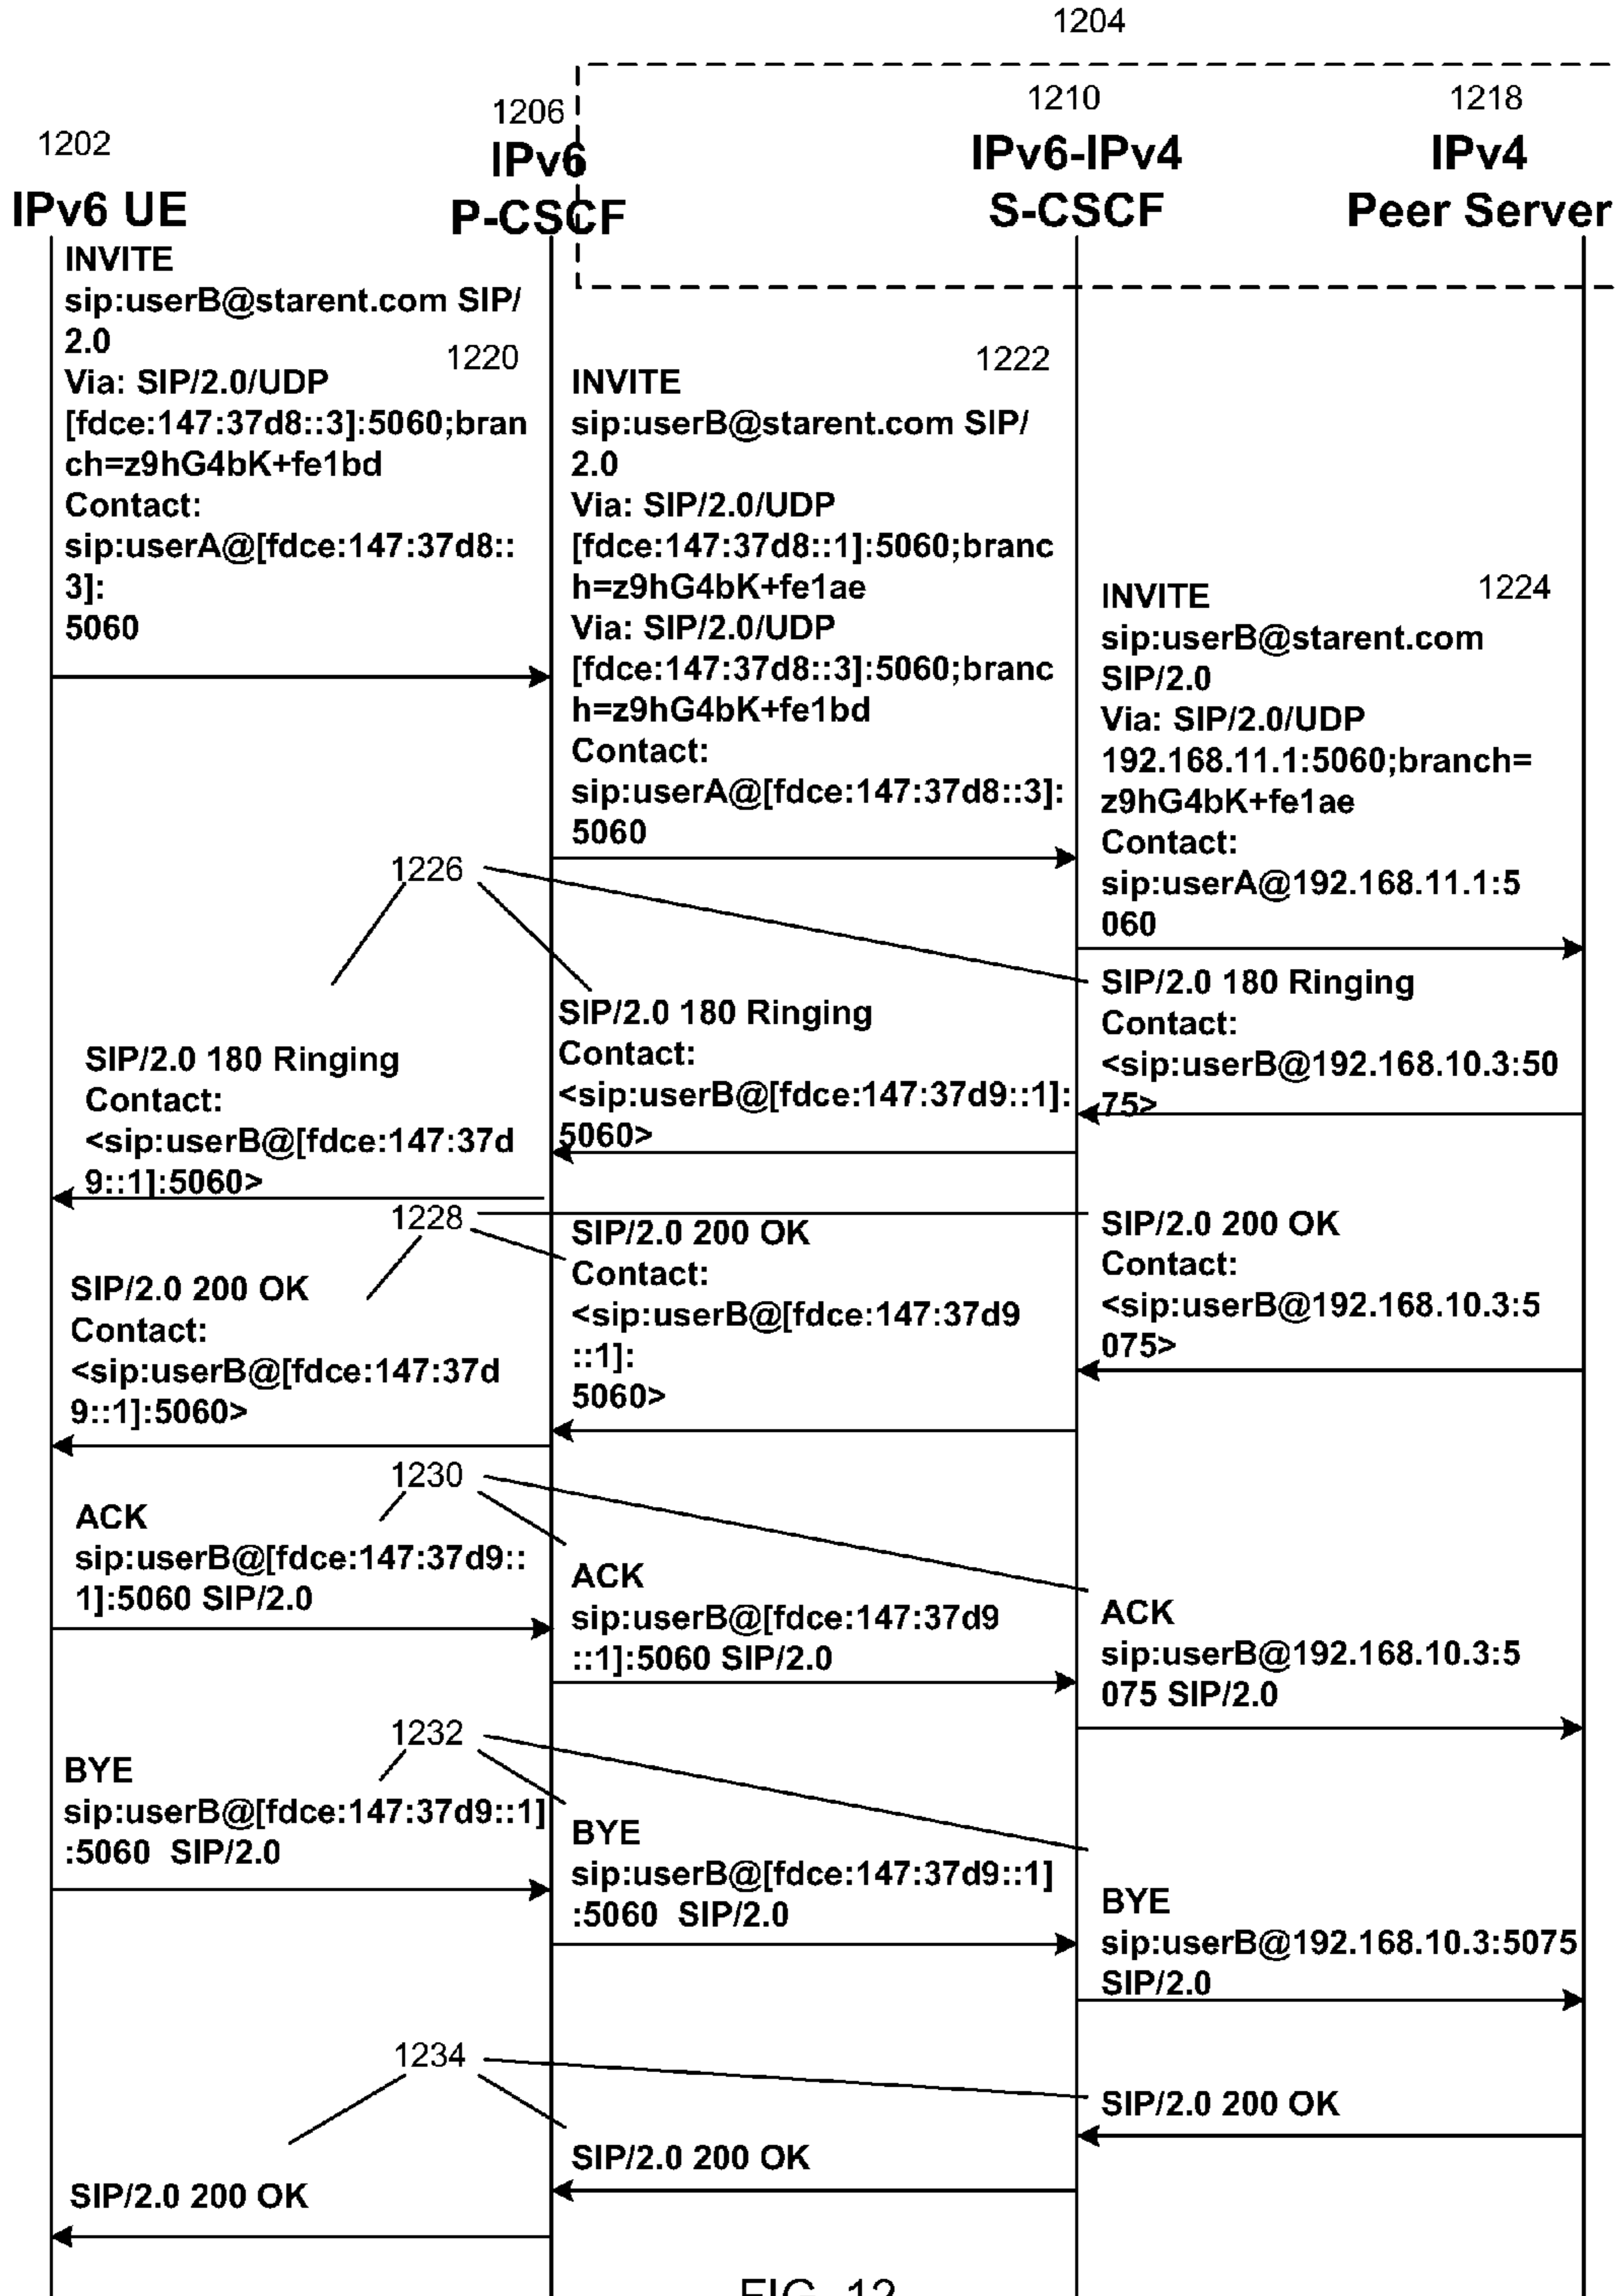 1204
1202
IPv6 UE
1206
IPv6
P-CSCF
1210
IPv6-IPv4
S-CSCF
1218
IPv4
Peer Server
INVITE
sip:userB@starent.com SIP/
2.0
Via: SIP/2.0/UDP
[fdce:147:37d8::3]:5060;bran
ch=z9hG4bK+fe1bd
Contact:
sip:userA@[fdce:147:37d8::
3]:
5060
1220
INVITE
sip:userB@starent.com SIP/
2.0
Via: SIP/2.0/UDP
[fdce:147:37d8::1]:5060;branc
h=z9hG4bK+fe1ae
Via: SIP/2.0/UDP
[fdce:147:37d8::3]:5060;branc
h=z9hG4bK+fe1bd
Contact:
sip:userA@[fdce:147:37d8::3]:
5060
1222
INVITE
sip:userB@starent.com
SIP/2.0
Via: SIP/2.0/UDP
192.168.11.1:5060;branch=
z9hG4bK+fe1ae
Contact:
sip:userA@192.168.11.1:5
060
1224
1226
SIP/2.0 180 Ringing
Contact:
<sip:userB@192.168.10.3:50
75>
SIP/2.0 180 Ringing
Contact:
<sip:userB@[fdce:147:37d9::1]:
5060>
SIP/2.0 180 Ringing
Contact:
<sip:userB@[fdce:147:37d
9::1]:5060>
1228
SIP/2.0 200 OK
Contact:
<sip:userB@192.168.10.3:5
075>
SIP/2.0 200 OK
Contact:
<sip:userB@[fdce:147:37d9
::1]:
5060>
SIP/2.0 200 OK
Contact:
<sip:userB@[fdce:147:37d
9::1]:5060>
1230
ACK
sip:userB@[fdce:147:37d9::
1]:5060 SIP/2.0
ACK
sip:userB@[fdce:147:37d9
::1]:5060 SIP/2.0
ACK
sip:userB@192.168.10.3:5
075 SIP/2.0
1232
BYE
sip:userB@[fdce:147:37d9::1]
:5060 SIP/2.0
BYE
sip:userB@[fdce:147:37d9::1]
:5060 SIP/2.0
BYE
sip:userB@192.168.10.3:5075
SIP/2.0
1234
SIP/2.0 200 OK
SIP/2.0 200 OK
SIP/2.0 200 OK
FIG. 12